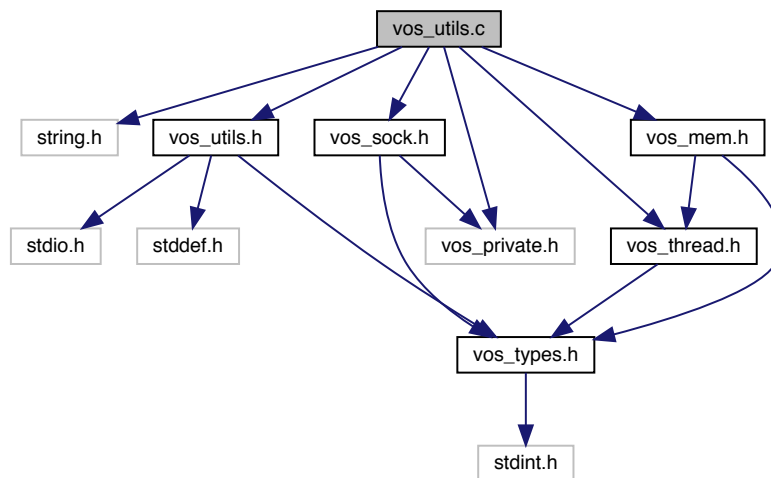 vos_utils.c
string.h
vos_utils.h
vos_sock.h
vos_mem.h
stdio.h
stddef.h
vos_private.h
vos_thread.h
vos_types.h
stdint.h